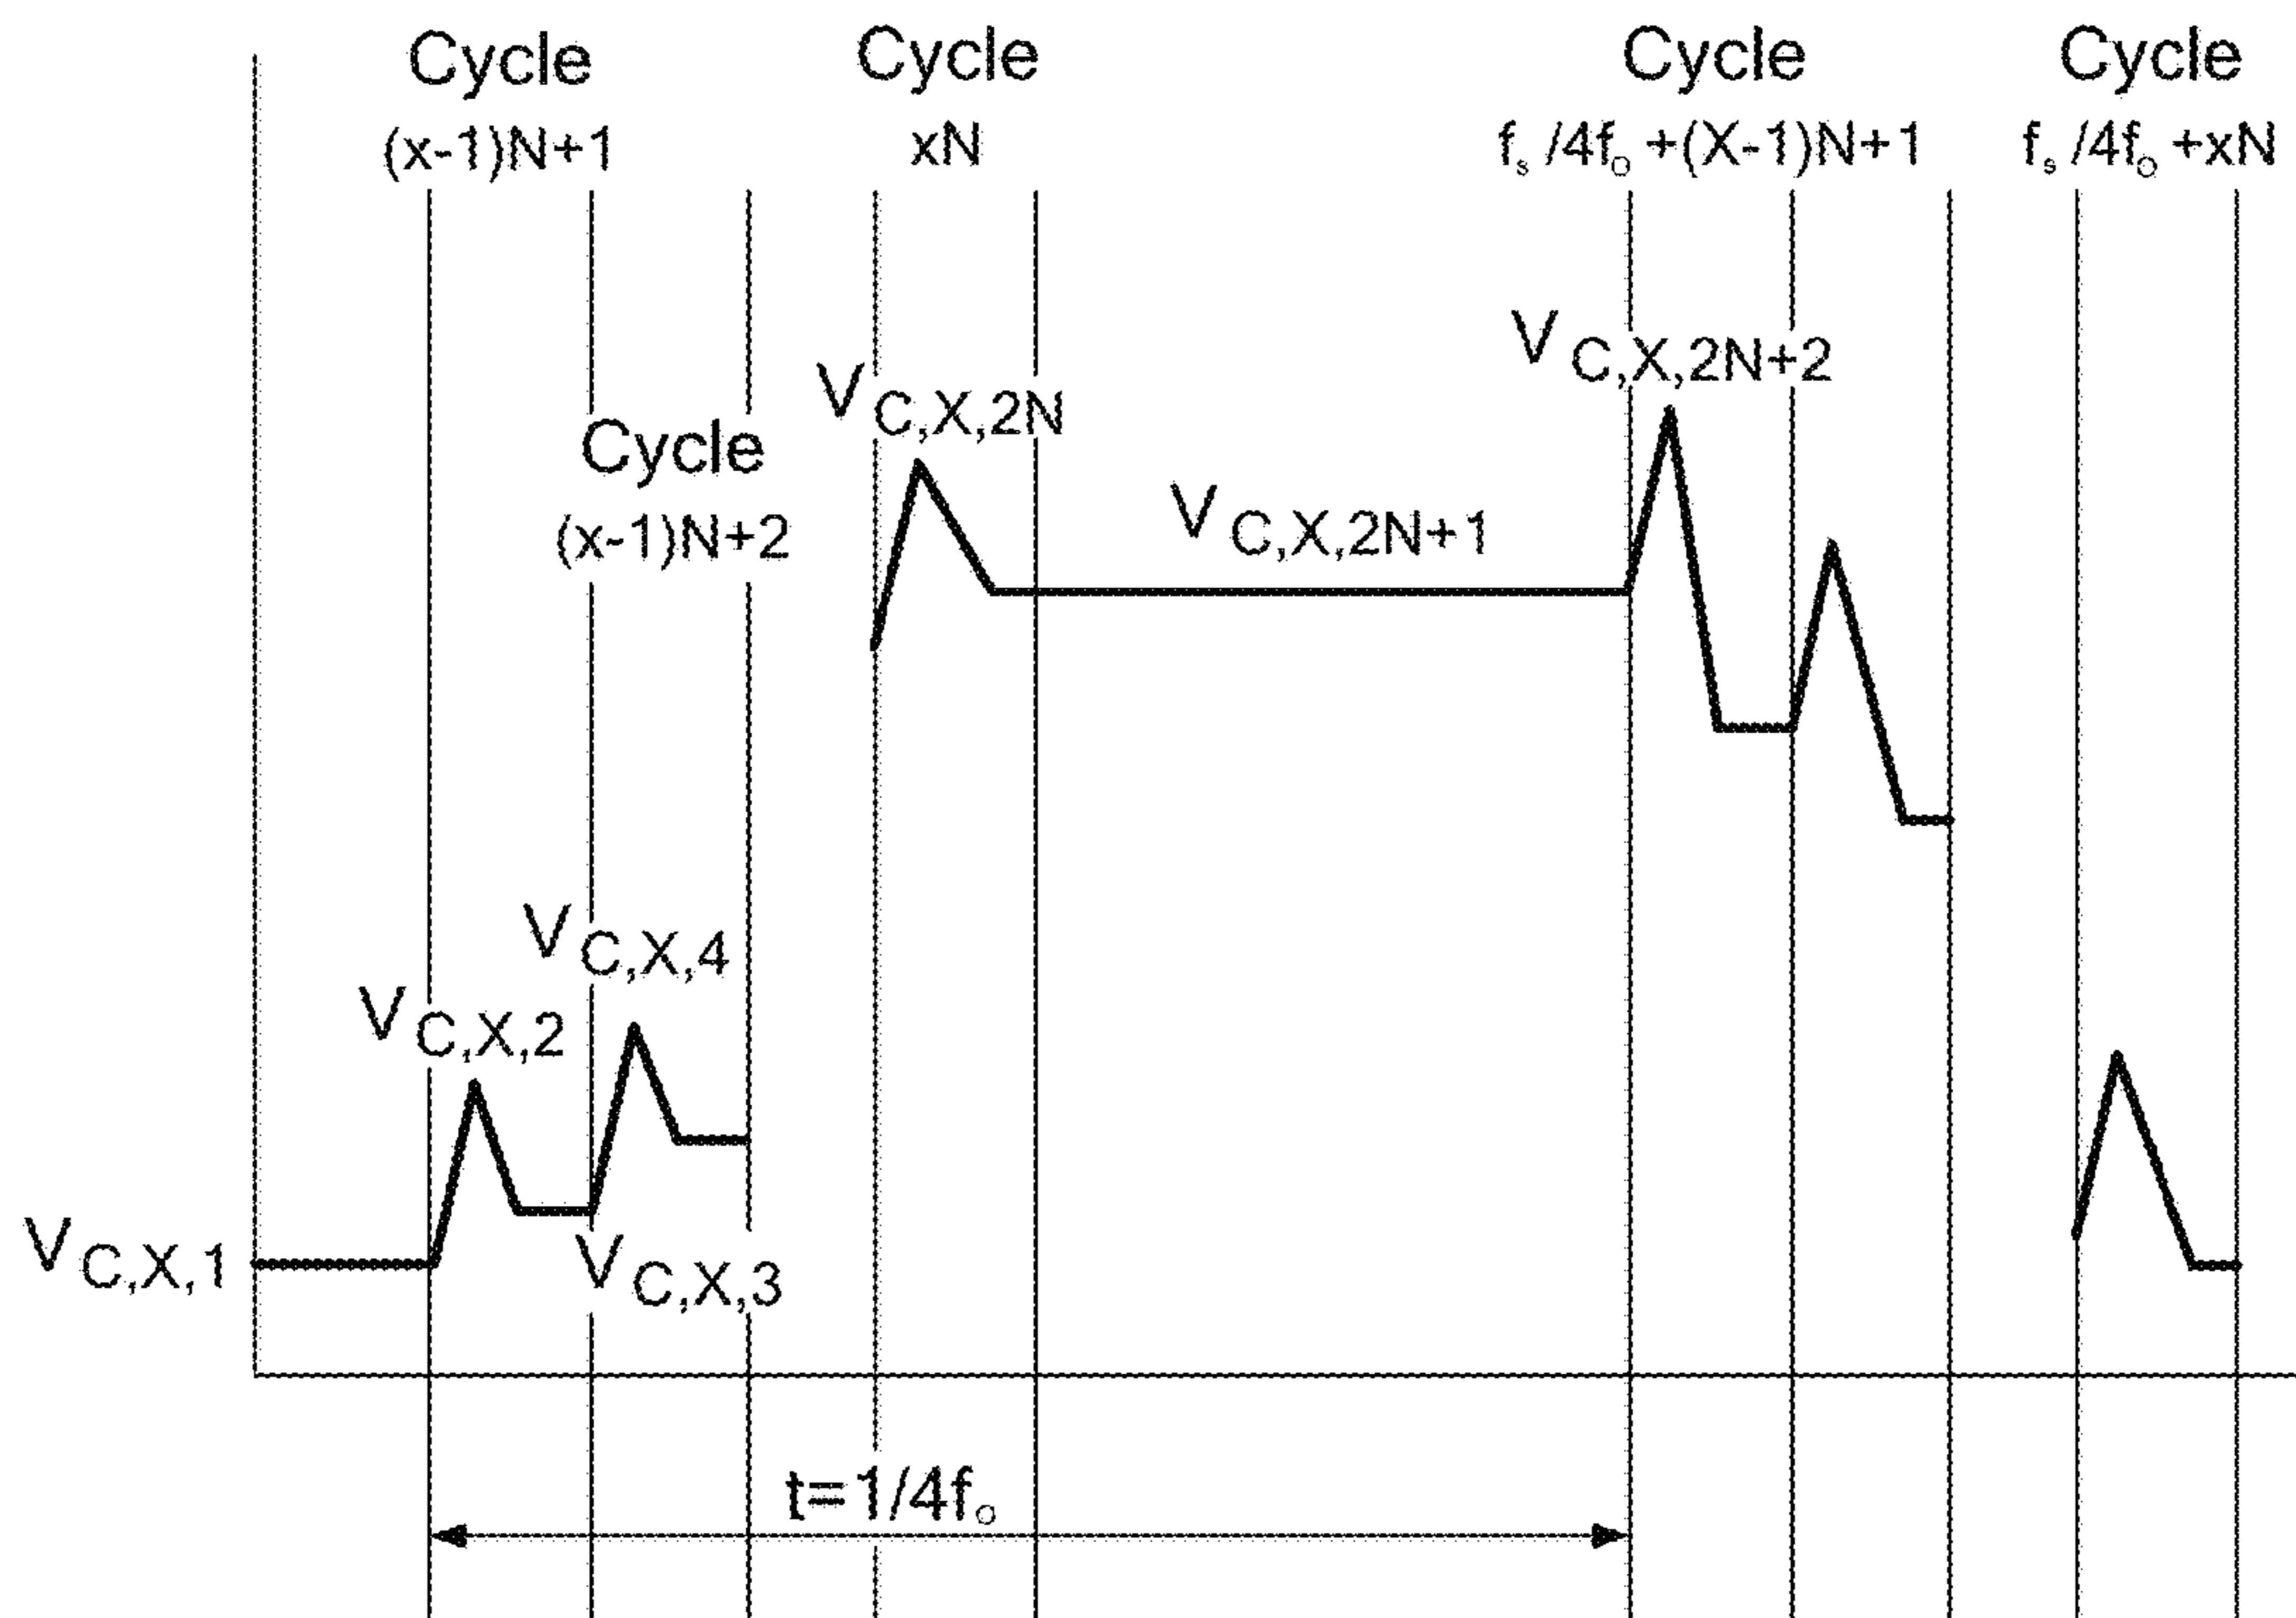 Cycle
(x-1)N+1
Cycle
xN
Cycle
fs/4fo+(X-1)N+1
Cycle
fs/4fo+xN
VC,X,2N+2
VC,X,2N
Cycle
(x-1)N+2
VC,X,2N+1
VC,X,4
VC,X,2
VC,X,1
VC,X,3
t=1/4fo